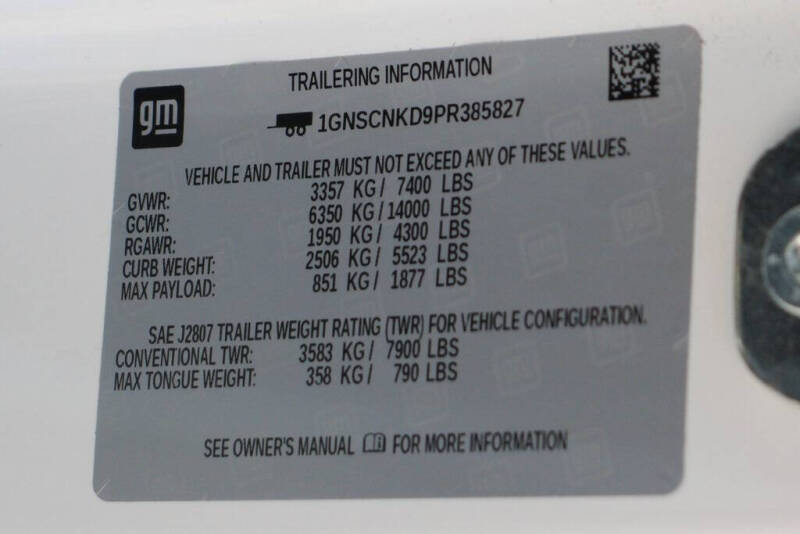 gm
TRAILERING INFORMATION
1GNSCNKD9PR385827
VEHICLE AND TRAILER MUST NOT EXCEED ANY OF THESE VALUES.
GVWR: 3357 KG / 7400 LBS
GCWR: 6350 KG / 14000 LBS
RGAWR: 1950 KG / 4300 LBS
CURB WEIGHT: 2506 KG / 5523 LBS
MAX PAYLOAD: 851 KG / 1877 LBS
SAE J2807 TRAILER WEIGHT RATING (TWR) FOR VEHICLE CONFIGURATION.
CONVENTIONAL TWR: 3583 KG / 7900 LBS
MAX TONGUE WEIGHT: 358 KG / 790 LBS
SEE OWNER'S MANUAL FOR MORE INFORMATION